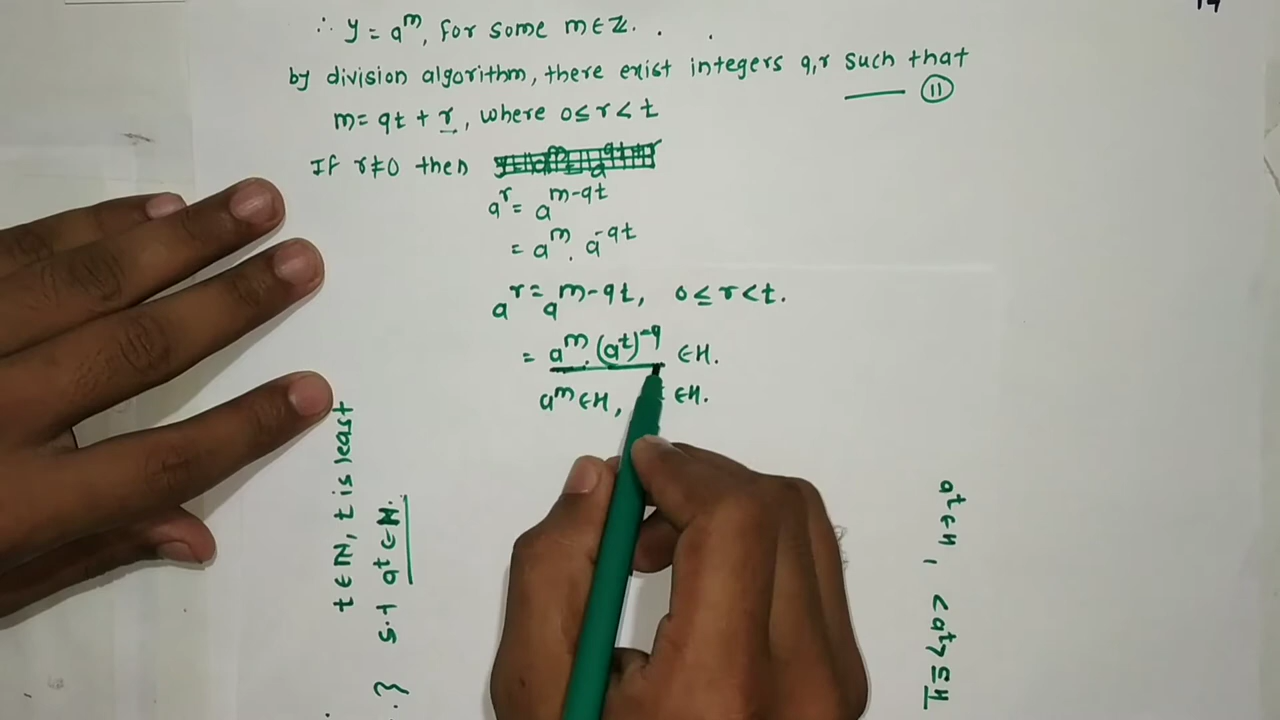 ∴ y = a^m, for some m ∈ ℤ. .
by division algorithm, there exist integers q,r such that
—— ⑪
m = qt + r, where 0 ≤ r < t
If r ≠ 0 then
a^r = a^{m-qt}
= a^m . a^{-qt}
a^r = a^{m-qt}, 0 ≤ r < t.
= a^m . (a^t)^{-q} ∈ H.
a^m ∈ H, ∈ H.
t ∈ ℕ, t is least
s.t a^t ∈ H.
.. }
a^t ∈ H, <a^t> ⊆ H